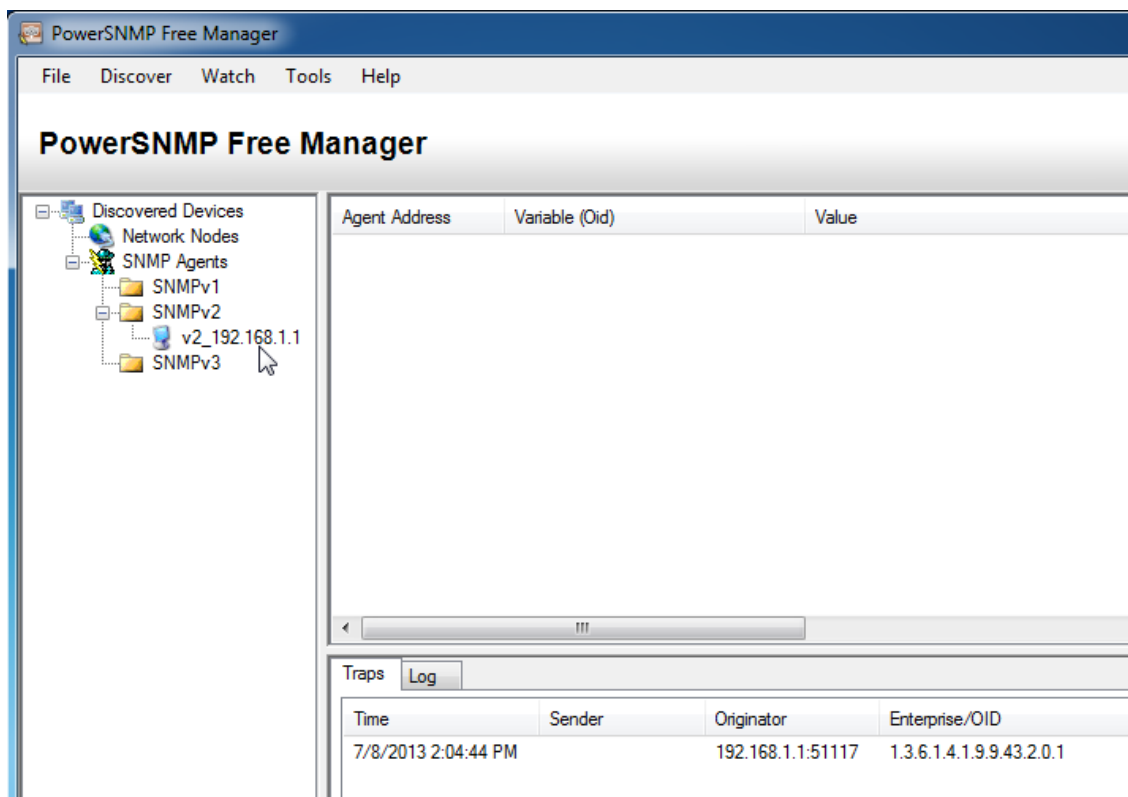 PowerSNMP Free Manager
File Discover Watch Tools Help
PowerSNMP Free Manager
Discovered Devices
Network Nodes
SNMP Agents
SNMPv1
SNMPv2
v2_192.168.1.1
SNMPv3
Agent Address Variable (Oid) Value
Traps Log
Time Sender Originator Enterprise/OID
7/8/2013 2:04:44 PM 192.168.1.1:51117 1.3.6.1.4.1.9.9.43.2.0.1